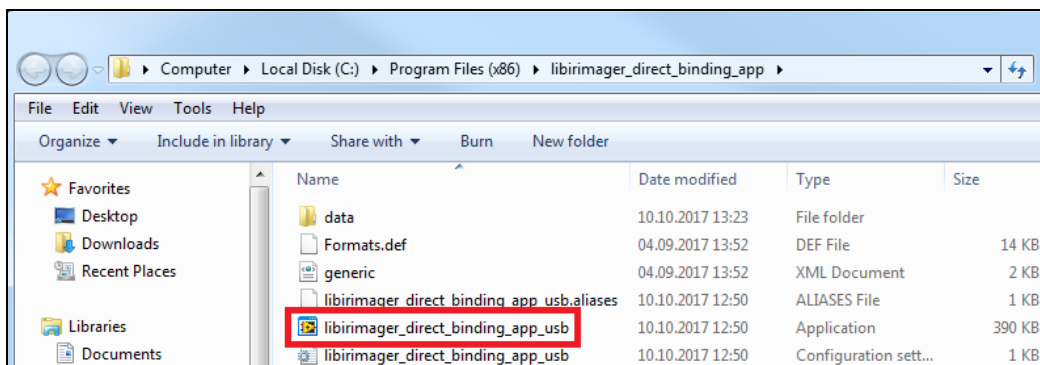 Computer Local Disk (C:) Program Files (x86) libirimager_direct_binding_app
File Edit View Tools Help
Organize Include in library Share with Burn New folder
Name Date modified Type Size
Favorites
Desktop
Downloads
Recent Places
Libraries
Documents
data 10.10.2017 13:23 File folder
Formats.def 04.09.2017 13:52 DEF File 14 KB
generic 04.09.2017 13:52 XML Document 2 KB
libirimager_direct_binding_app_usb.aliases 10.10.2017 12:50 ALIASES File 1 KB
libirimager_direct_binding_app_usb 10.10.2017 12:50 Application 390 KB
libirimager_direct_binding_app_usb 10.10.2017 12:50 Configuration sett... 1 KB